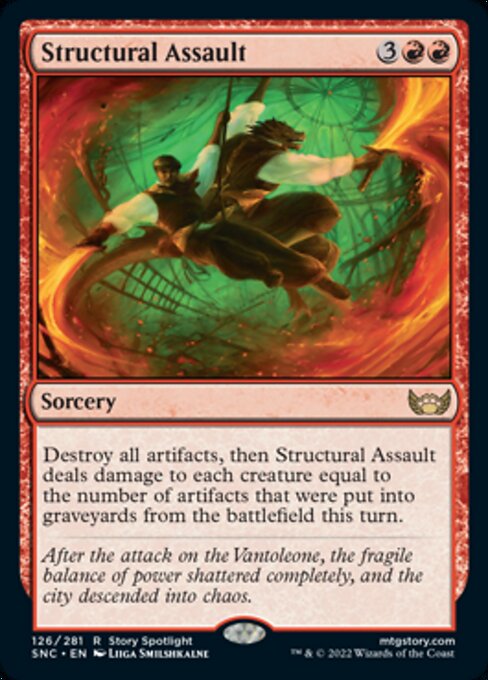 Structural Assault 3
Sorcery
Destroy all artifacts, then Structural Assault
deals damage to each creature equal to
the number of artifacts that were put into
graveyards from the battlefield this turn.
After the attack on the Vantoleone, the fragile
balance of power shattered completely, and the
city descended into chaos.
126/281 R Story Spotlight mtgstory.com
SNC • EN Liiga Smilshkalne ™ & © 2022 Wizards of the Coast